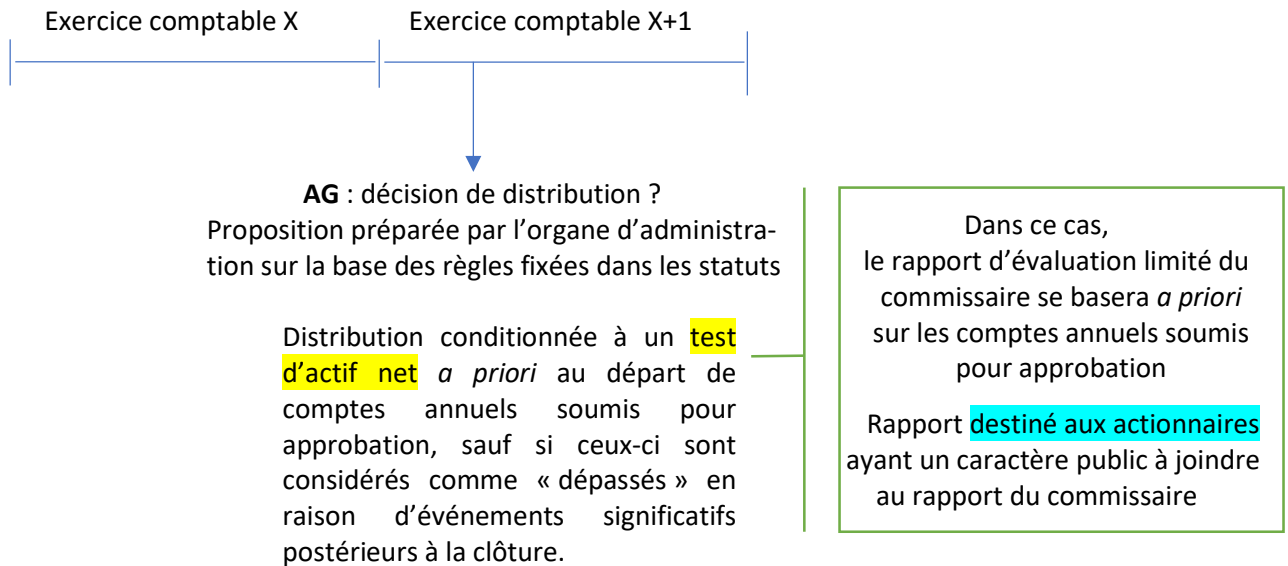 Exercice comptable X
Exercice comptable X+1
AG : décision de distribution ?
Proposition préparée par l’organe d’administra-
tion sur la base des règles fixées dans les statuts
Distribution conditionnée à un test
d’actif net a priori au départ de
comptes annuels soumis pour
approbation, sauf si ceux-ci sont
considérés comme « dépassés » en
raison d’événements significatifs
postérieurs à la clôture.
Dans ce cas,
le rapport d’évaluation limité du
commissaire se basera a priori
sur les comptes annuels soumis
pour approbation
Rapport destiné aux actionnaires
ayant un caractère public à joindre
au rapport du commissaire